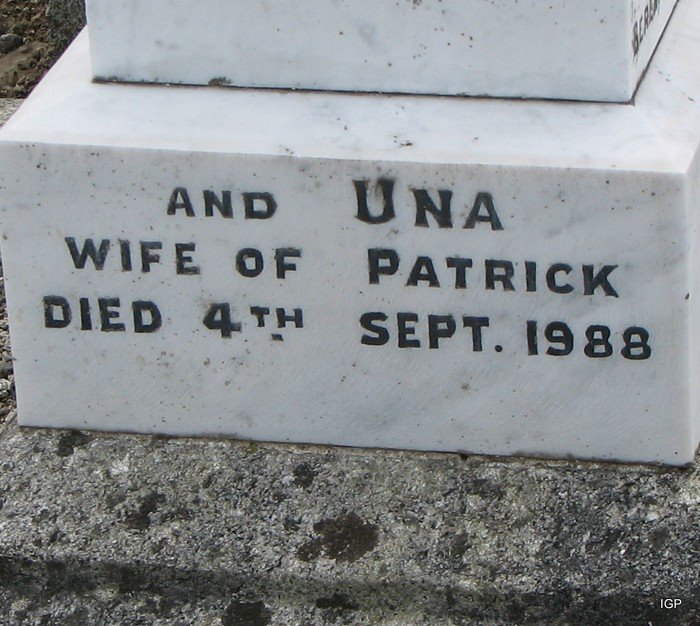 AND UNA
WIFE OF PATRICK
DIED 4TH SEPT. 1988
IGP